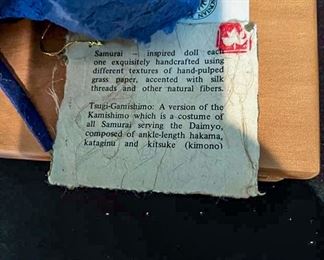 Samurai – inspired doll each
one exquisitely handcrafted using
different textures of hand-pulped
grass paper, accented with silk
threads and other natural fibers.
Tsugi-Gamishimo: A version of the
Kamishimo which is a costume of
all Samurai serving the Daimyo,
composed of ankle-length hakama,
kataginu and kitsuke (kimono)